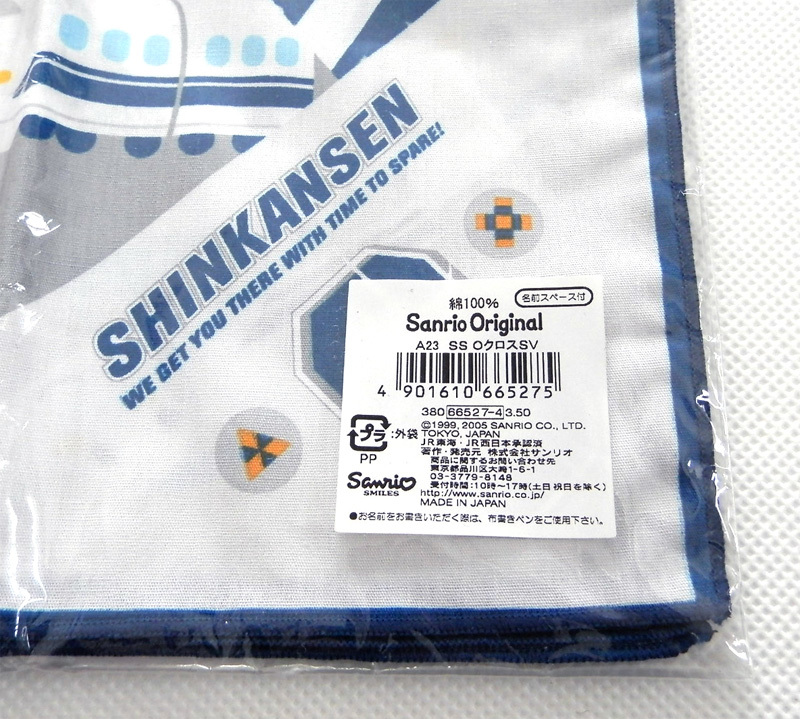 SHINKANSEN
WE GET YOU THERE WITH TIME TO SPARE!
綿100%
名前スペース付
Sanrio Original
A23 SS OクロスSV
4 901610 665275
380 66527-4 3.50
プラ :外袋
PP
©1999, 2005 SANRIO CO., LTD.
TOKYO, JAPAN
JR東海・JR西日本承認済
著作・発売元 株式会社サンリオ
商品に関するお問い合わせ先
東京都品川区大崎1-6-1
03-3779-8148
受付時間:10時~17時(土日祝日を除く)
http://www.sanrio.co.jp/
MADE IN JAPAN
Sanrio
SMILES
●お名前をお書きいただく際は、布書きペンをご使用下さい。